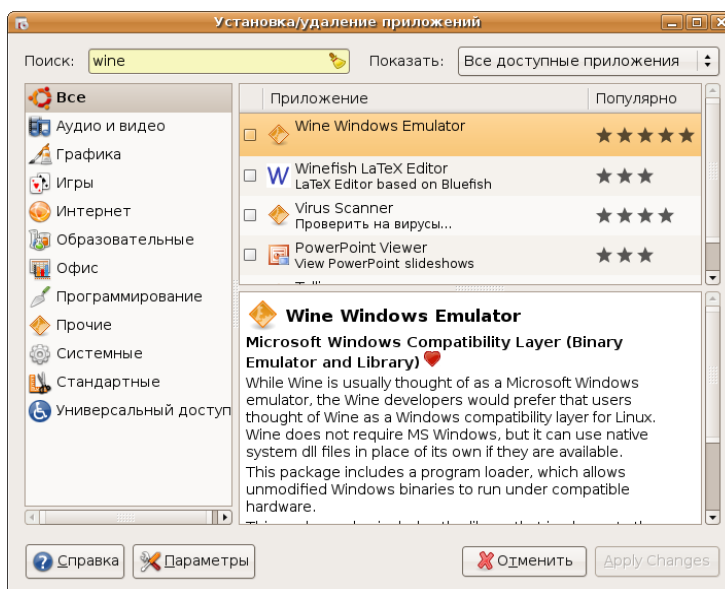 Установка/удаление приложений
Поиск: wine Показать: Все доступные приложения
Все
Аудио и видео
Графика
Игры
Интернет
Образовательные
Офис
Программирование
Прочие
Системные
Стандартные
Универсальный доступ
Приложение Популярно
Wine Windows Emulator
Winefish LaTeX Editor
LaTeX Editor based on Bluefish
Virus Scanner
Проверить на вирусы...
PowerPoint Viewer
View PowerPoint slideshows
Wine Windows Emulator
Microsoft Windows Compatibility Layer (Binary
Emulator and Library)
While Wine is usually thought of as a Microsoft Windows
emulator, the Wine developers would prefer that users
thought of Wine as a Windows compatibility layer for Linux.
Wine does not require MS Windows, but it can use native
system dll files in place of its own if they are available.
This package includes a program loader, which allows
unmodified Windows binaries to run under compatible
hardware.
Справка Параметры Отменить Apply Changes